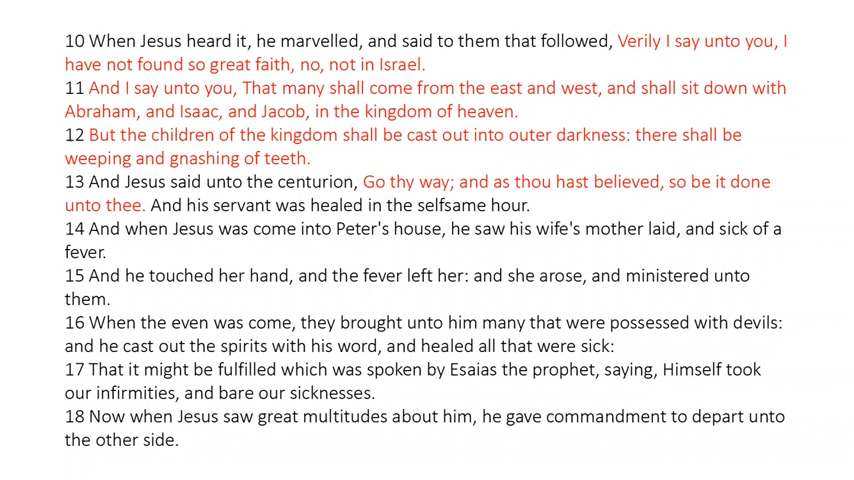 10 When Jesus heard it, he marvelled, and said to them that followed, Verily I say unto you, I
have not found so great faith, no, not in Israel.
11 And I say unto you, That many shall come from the east and west, and shall sit down with
Abraham, and Isaac, and Jacob, in the kingdom of heaven.
12 But the children of the kingdom shall be cast out into outer darkness: there shall be
weeping and gnashing of teeth.
13 And Jesus said unto the centurion, Go thy way; and as thou hast believed, so be it done
unto thee. And his servant was healed in the selfsame hour.
14 And when Jesus was come into Peter's house, he saw his wife's mother laid, and sick of a
fever.
15 And he touched her hand, and the fever left her: and she arose, and ministered unto
them.
16 When the even was come, they brought unto him many that were possessed with devils:
and he cast out the spirits with his word, and healed all that were sick:
17 That it might be fulfilled which was spoken by Esaias the prophet, saying, Himself took
our infirmities, and bare our sicknesses.
18 Now when Jesus saw great multitudes about him, he gave commandment to depart unto
the other side.